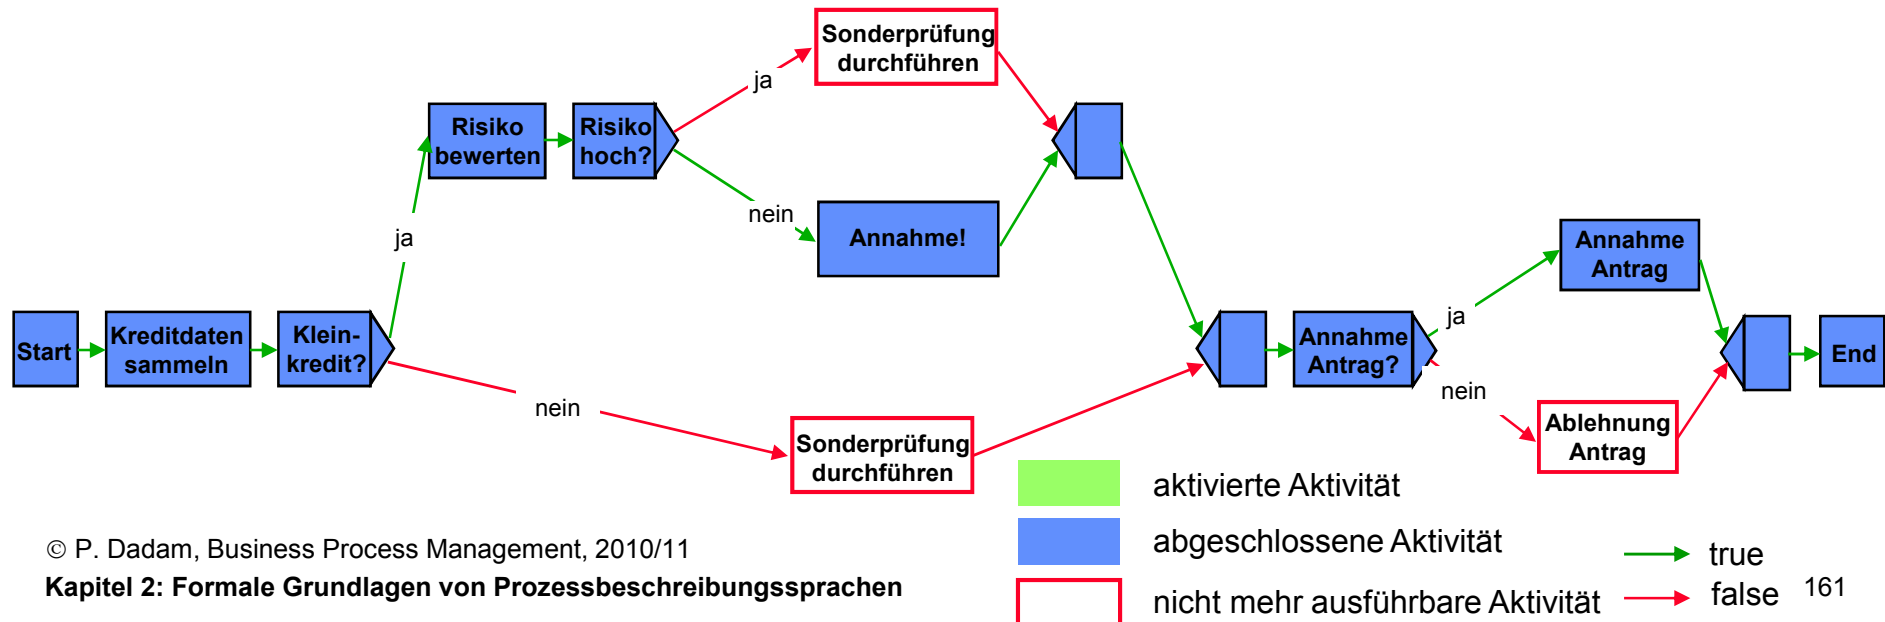 Sonderprüfung
durchführen
ja
Risiko
bewerten
Risiko
hoch?
nein
Annahme!
ja
Annahme
Antrag
Start
Kreditdaten
sammeln
Klein-
kredit?
Annahme
Antrag?
ja
End
nein
nein
Sonderprüfung
durchführen
Ablehnung
Antrag
aktivierte Aktivität
abgeschlossene Aktivität
nicht mehr ausführbare Aktivität
true
false
© P. Dadam, Business Process Management, 2010/11
Kapitel 2: Formale Grundlagen von Prozessbeschreibungssprachen
161